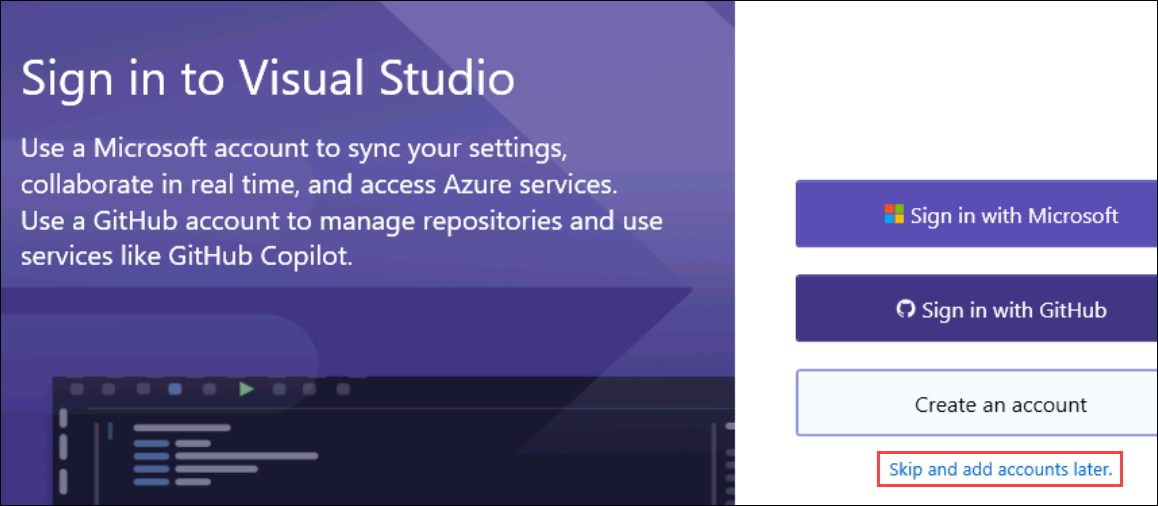 Sign in to Visual Studio
Use a Microsoft account to sync your settings,
collaborate in real time, and access Azure services.
Use a GitHub account to manage repositories and use
services like GitHub Copilot.
Sign in with Microsoft
Sign in with GitHub
Create an account
Skip and add accounts later.